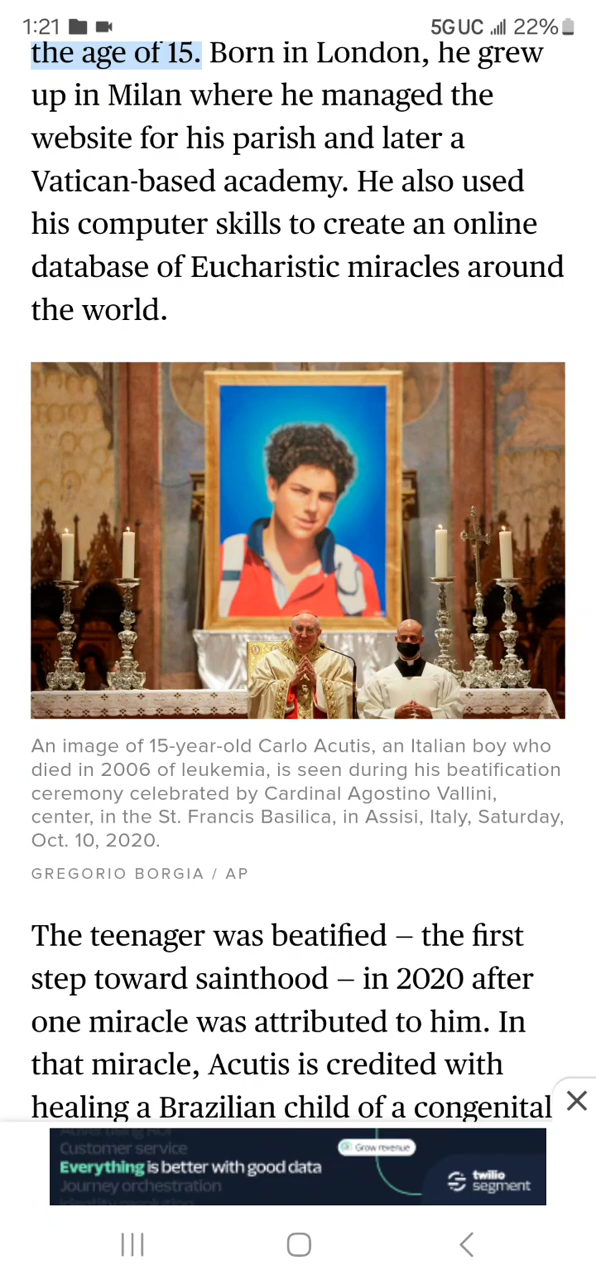 1:21
5G UC 22%
the age of 15. Born in London, he grew
up in Milan where he managed the
website for his parish and later a
Vatican-based academy. He also used
his computer skills to create an online
database of Eucharistic miracles around
the world.
An image of 15-year-old Carlo Acutis, an Italian boy who
died in 2006 of leukemia, is seen during his beatification
ceremony celebrated by Cardinal Agostino Vallini,
center, in the St. Francis Basilica, in Assisi, Italy, Saturday,
Oct. 10, 2020.
GREGORIO BORGIA / AP
The teenager was beatified — the first
step toward sainthood — in 2020 after
one miracle was attributed to him. In
that miracle, Acutis is credited with
healing a Brazilian child of a congenital
Customer service
Grow revenue
Everything is better with good data
Journey orchestration
twilio
segment